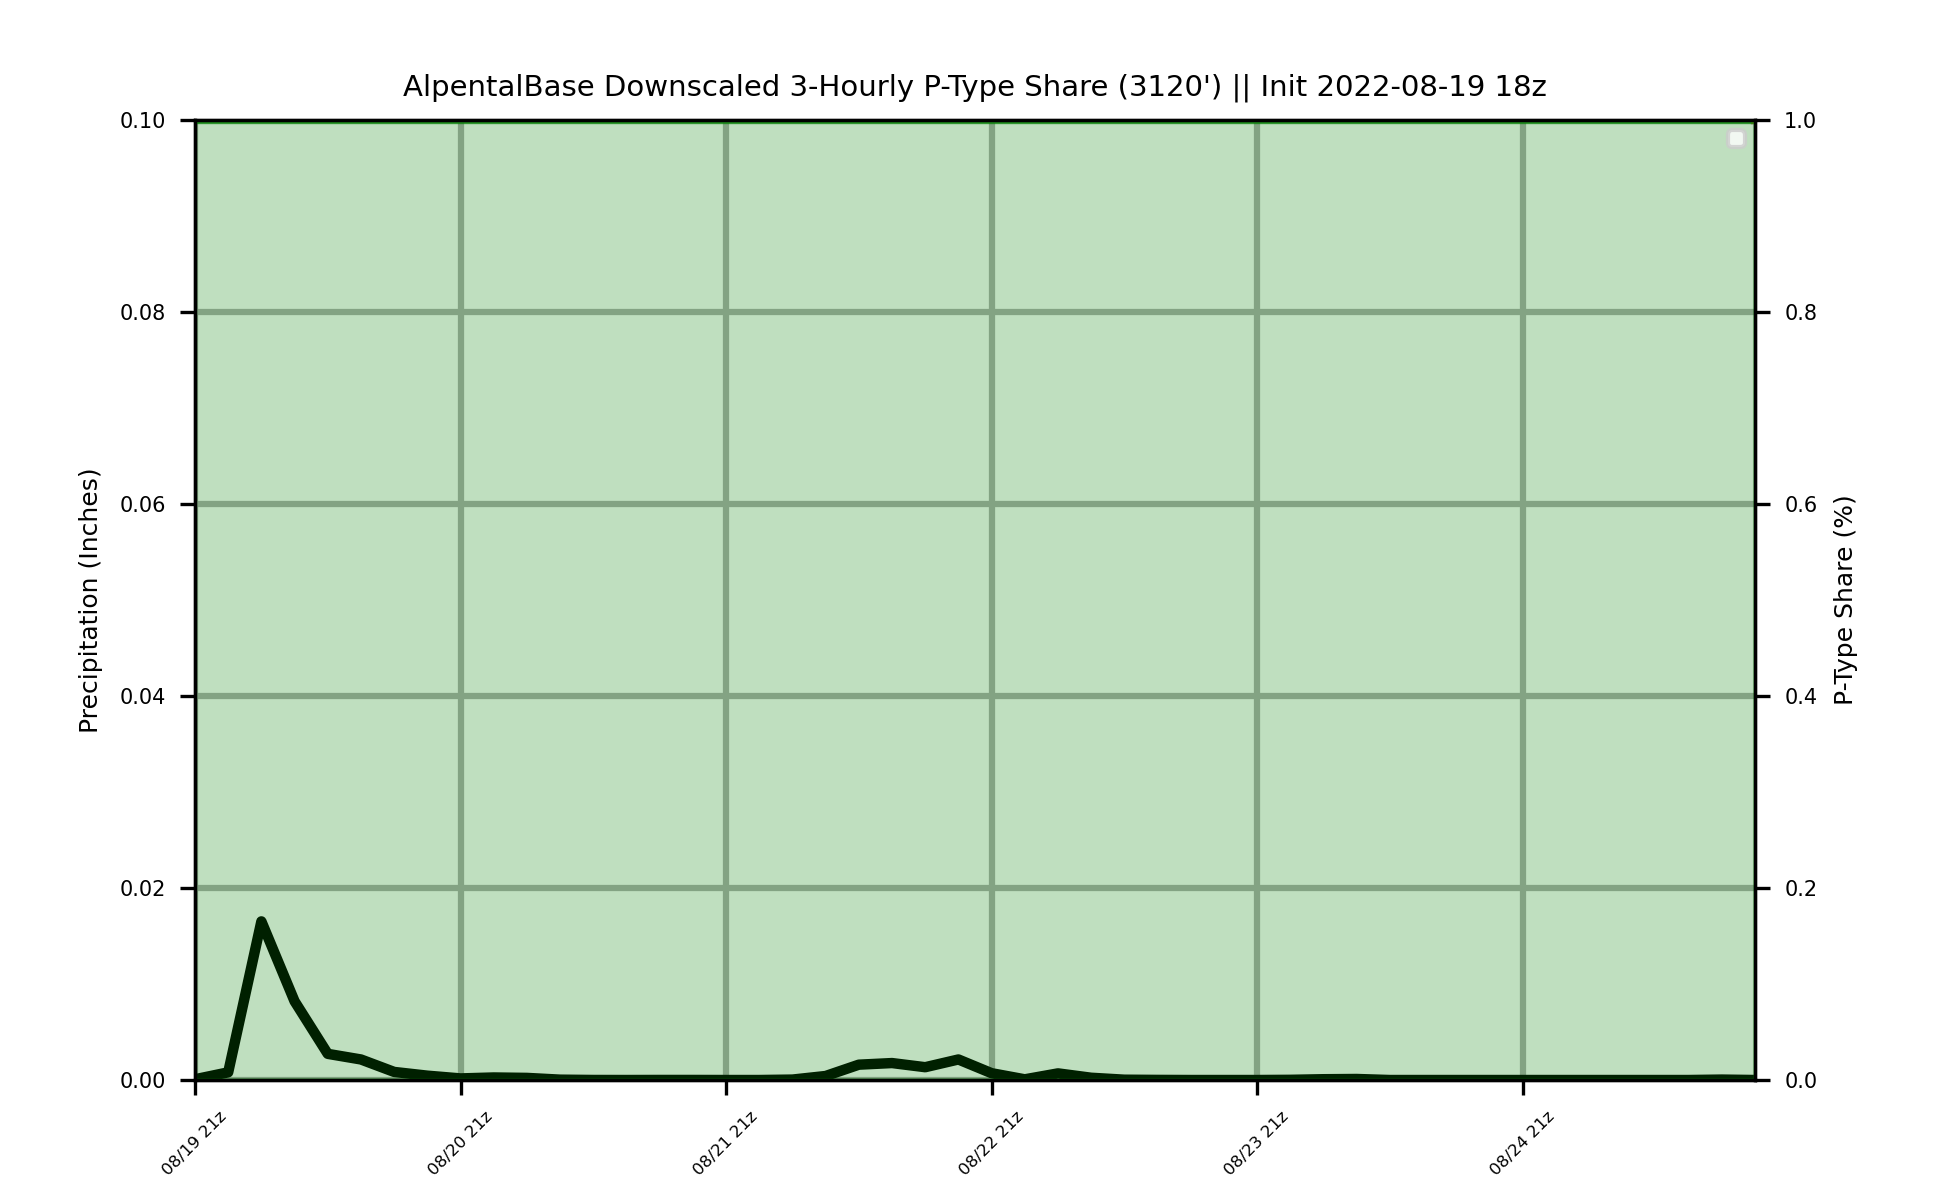 AlpentalBase Downscaled 3-Hourly P-Type Share (3120') || Init 2022-08-19 18z
Precipitation (Inches)
0.10
0.08
0.06
0.04
0.02
0.00
1.0
0.8
0.6
0.4
0.2
0.0
P-Type Share (%)
08/19 21z
08/20 21z
08/21 21z
08/22 21z
08/23 21z
08/24 21z